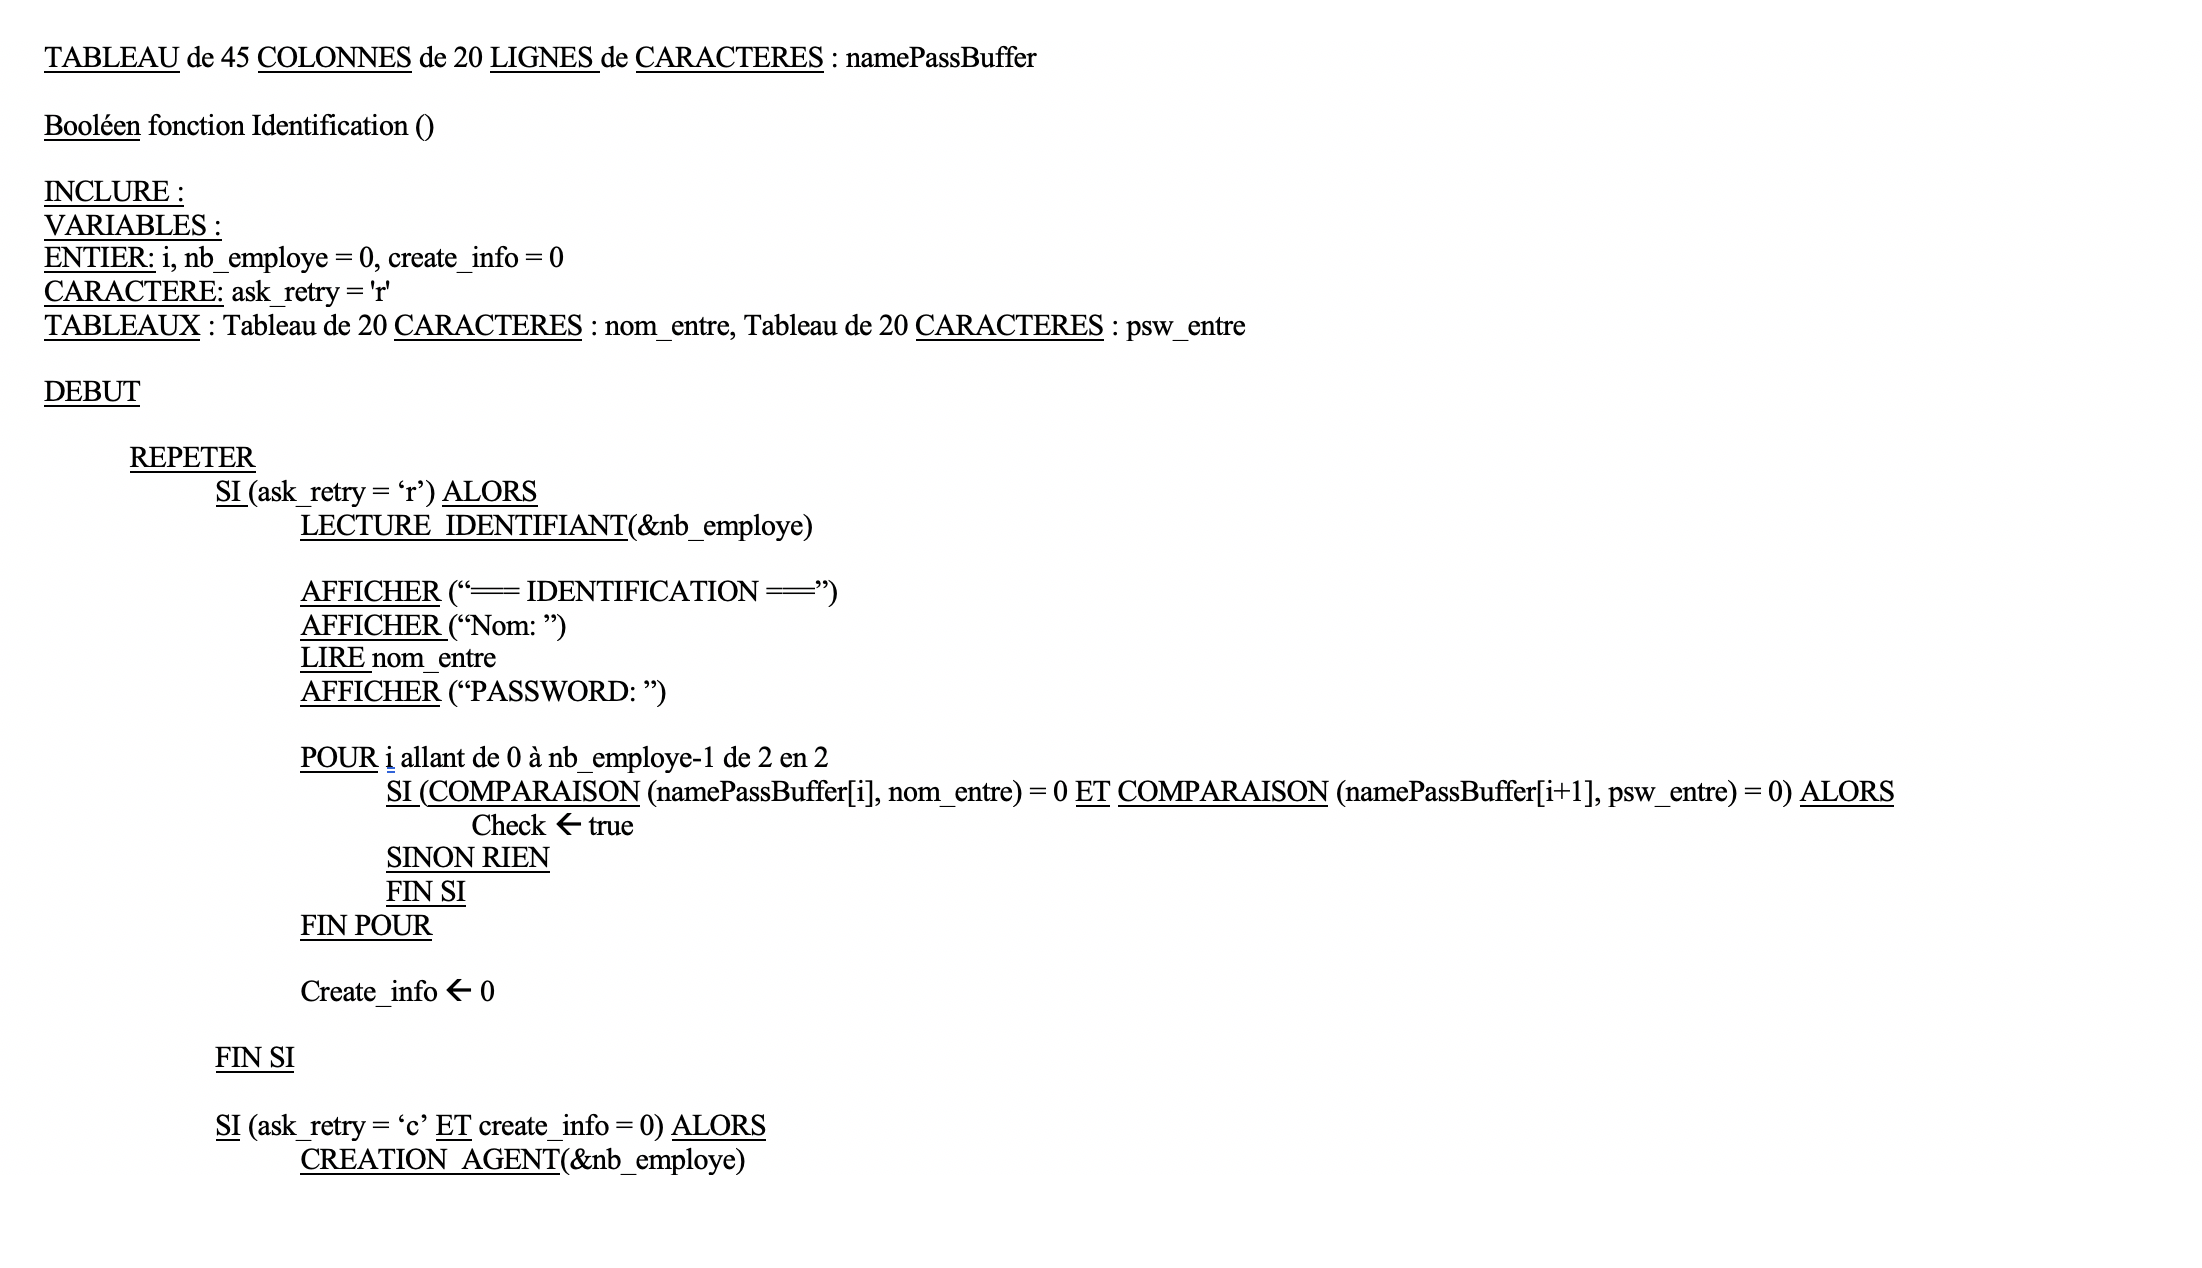 TABLEAU de 45 COLONNES de 20 LIGNES de CARACTERES : namePassBuffer
Booléen fonction Identification ()
INCLURE :
VARIABLES :
ENTIER: i, nb_employe = 0, create_info = 0
CARACTERE: ask_retry = 'r'
TABLEAUX : Tableau de 20 CARACTERES : nom_entre, Tableau de 20 CARACTERES : psw_entre
DEBUT
REPETER
SI (ask_retry = ‘r’) ALORS
LECTURE_IDENTIFIANT(&nb_employe)
AFFICHER (“=== IDENTIFICATION ===”)
AFFICHER (“Nom: ”)
LIRE nom_entre
AFFICHER (“PASSWORD: ”)
POUR i allant de 0 à nb_employe-1 de 2 en 2
SI (COMPARAISON (namePassBuffer[i], nom_entre) = 0 ET COMPARAISON (namePassBuffer[i+1], psw_entre) = 0) ALORS
Check ← true
SINON RIEN
FIN SI
FIN POUR
Create_info ← 0
FIN SI
SI (ask_retry = ‘c’ ET create_info = 0) ALORS
CREATION_AGENT(&nb_employe)